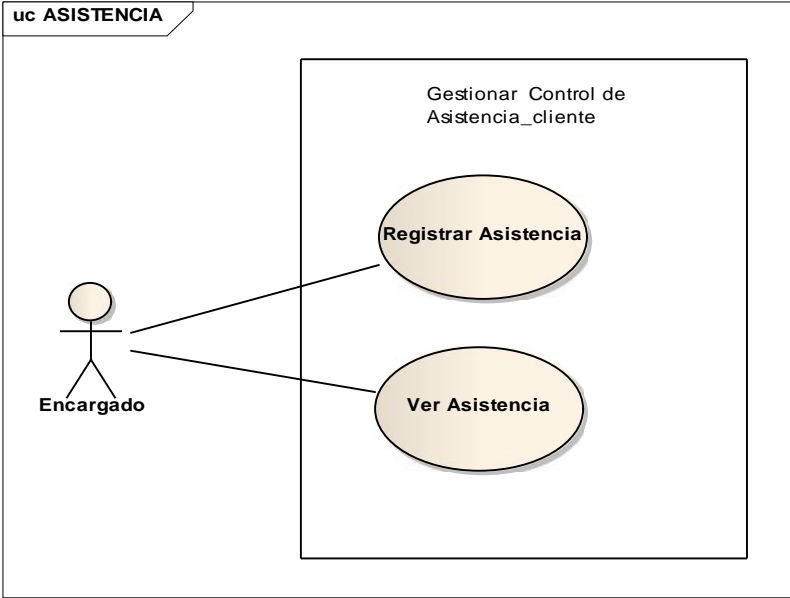 uc ASISTENCIA
Gestionar Control de
Asistencia_cliente
Registrar Asistencia
Encargado
Ver Asistencia